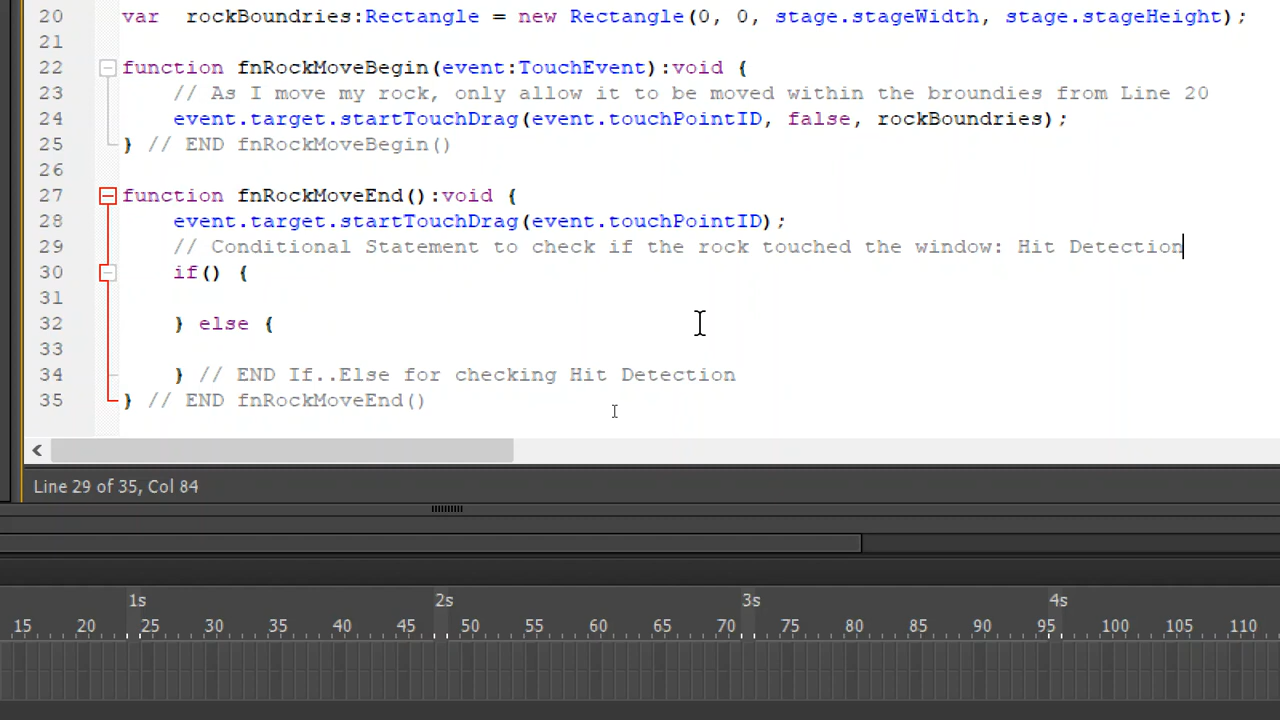 20 var  rockBoundries:Rectangle = new Rectangle(0, 0, stage.stageWidth, stage.stageHeight);
21
22 function fnRockMoveBegin(event:TouchEvent):void {
23 // As I move my rock, only allow it to be moved within the broundies from Line 20
24 event.target.startTouchDrag(event.touchPointID, false, rockBoundries);
25 } // END fnRockMoveBegin()
26
27 function fnRockMoveEnd():void {
28 event.target.startTouchDrag(event.touchPointID);
29 // Conditional Statement to check if the rock touched the window: Hit Detection
30 if() {
31
32 } else {
33
34 } // END If..Else for checking Hit Detection
35 } // END fnRockMoveEnd()
Line 29 of 35, Col 84
1s 2s 3s 4s
15 20 25 30 35 40 45 50 55 60 65 70 75 80 85 90 95 100 105 110